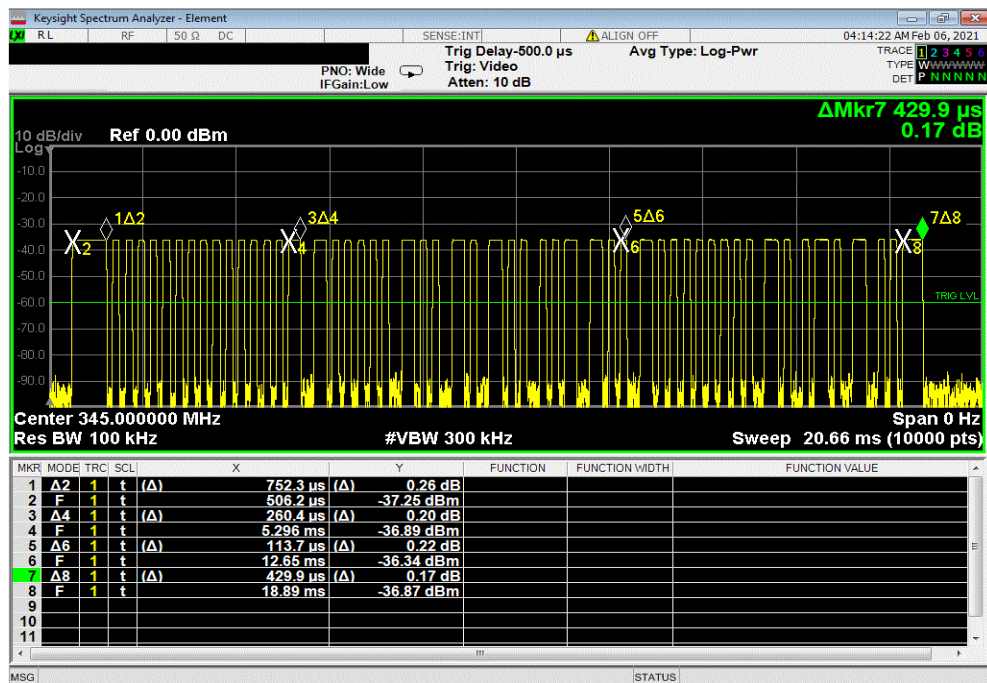 Keysight Spectrum Analyzer - Element
LXI RL RF 50 Ω DC SENSE:INT ALIGN OFF 04:14:22 AM Feb 06, 2021
Trig Delay-500.0 µs Avg Type: Log-Pwr TRACE 1 2 3 4 5 6
PNO: Wide Trig: Video TYPE W
IFGain:Low Atten: 10 dB DET P N N N N N
ΔMkr7 429.9 µs
0.17 dB
10 dB/div Ref 0.00 dBm
Log
-10.0
-20.0
-30.0
1Δ2 3Δ4 5Δ6 7Δ8
2 4 6 8
-40.0
-50.0
-60.0
TRIG LVL
-70.0
-80.0
-90.0
Center 345.000000 MHz Span 0 Hz
Res BW 100 kHz #VBW 300 kHz Sweep 20.66 ms (10000 pts)
MKR MODE TRC SCL X Y FUNCTION FUNCTION WIDTH FUNCTION VALUE
1 Δ2 1 t (Δ) 752.3 µs (Δ) 0.26 dB
2 F 1 t 506.2 µs -37.25 dBm
3 Δ4 1 t (Δ) 260.4 µs (Δ) 0.20 dB
4 F 1 t 5.296 ms -36.89 dBm
5 Δ6 1 t (Δ) 113.7 µs (Δ) 0.22 dB
6 F 1 t 12.65 ms -36.34 dBm
7 Δ8 1 t (Δ) 429.9 µs (Δ) 0.17 dB
8 F 1 t 18.89 ms -36.87 dBm
9
10
11
MSG STATUS